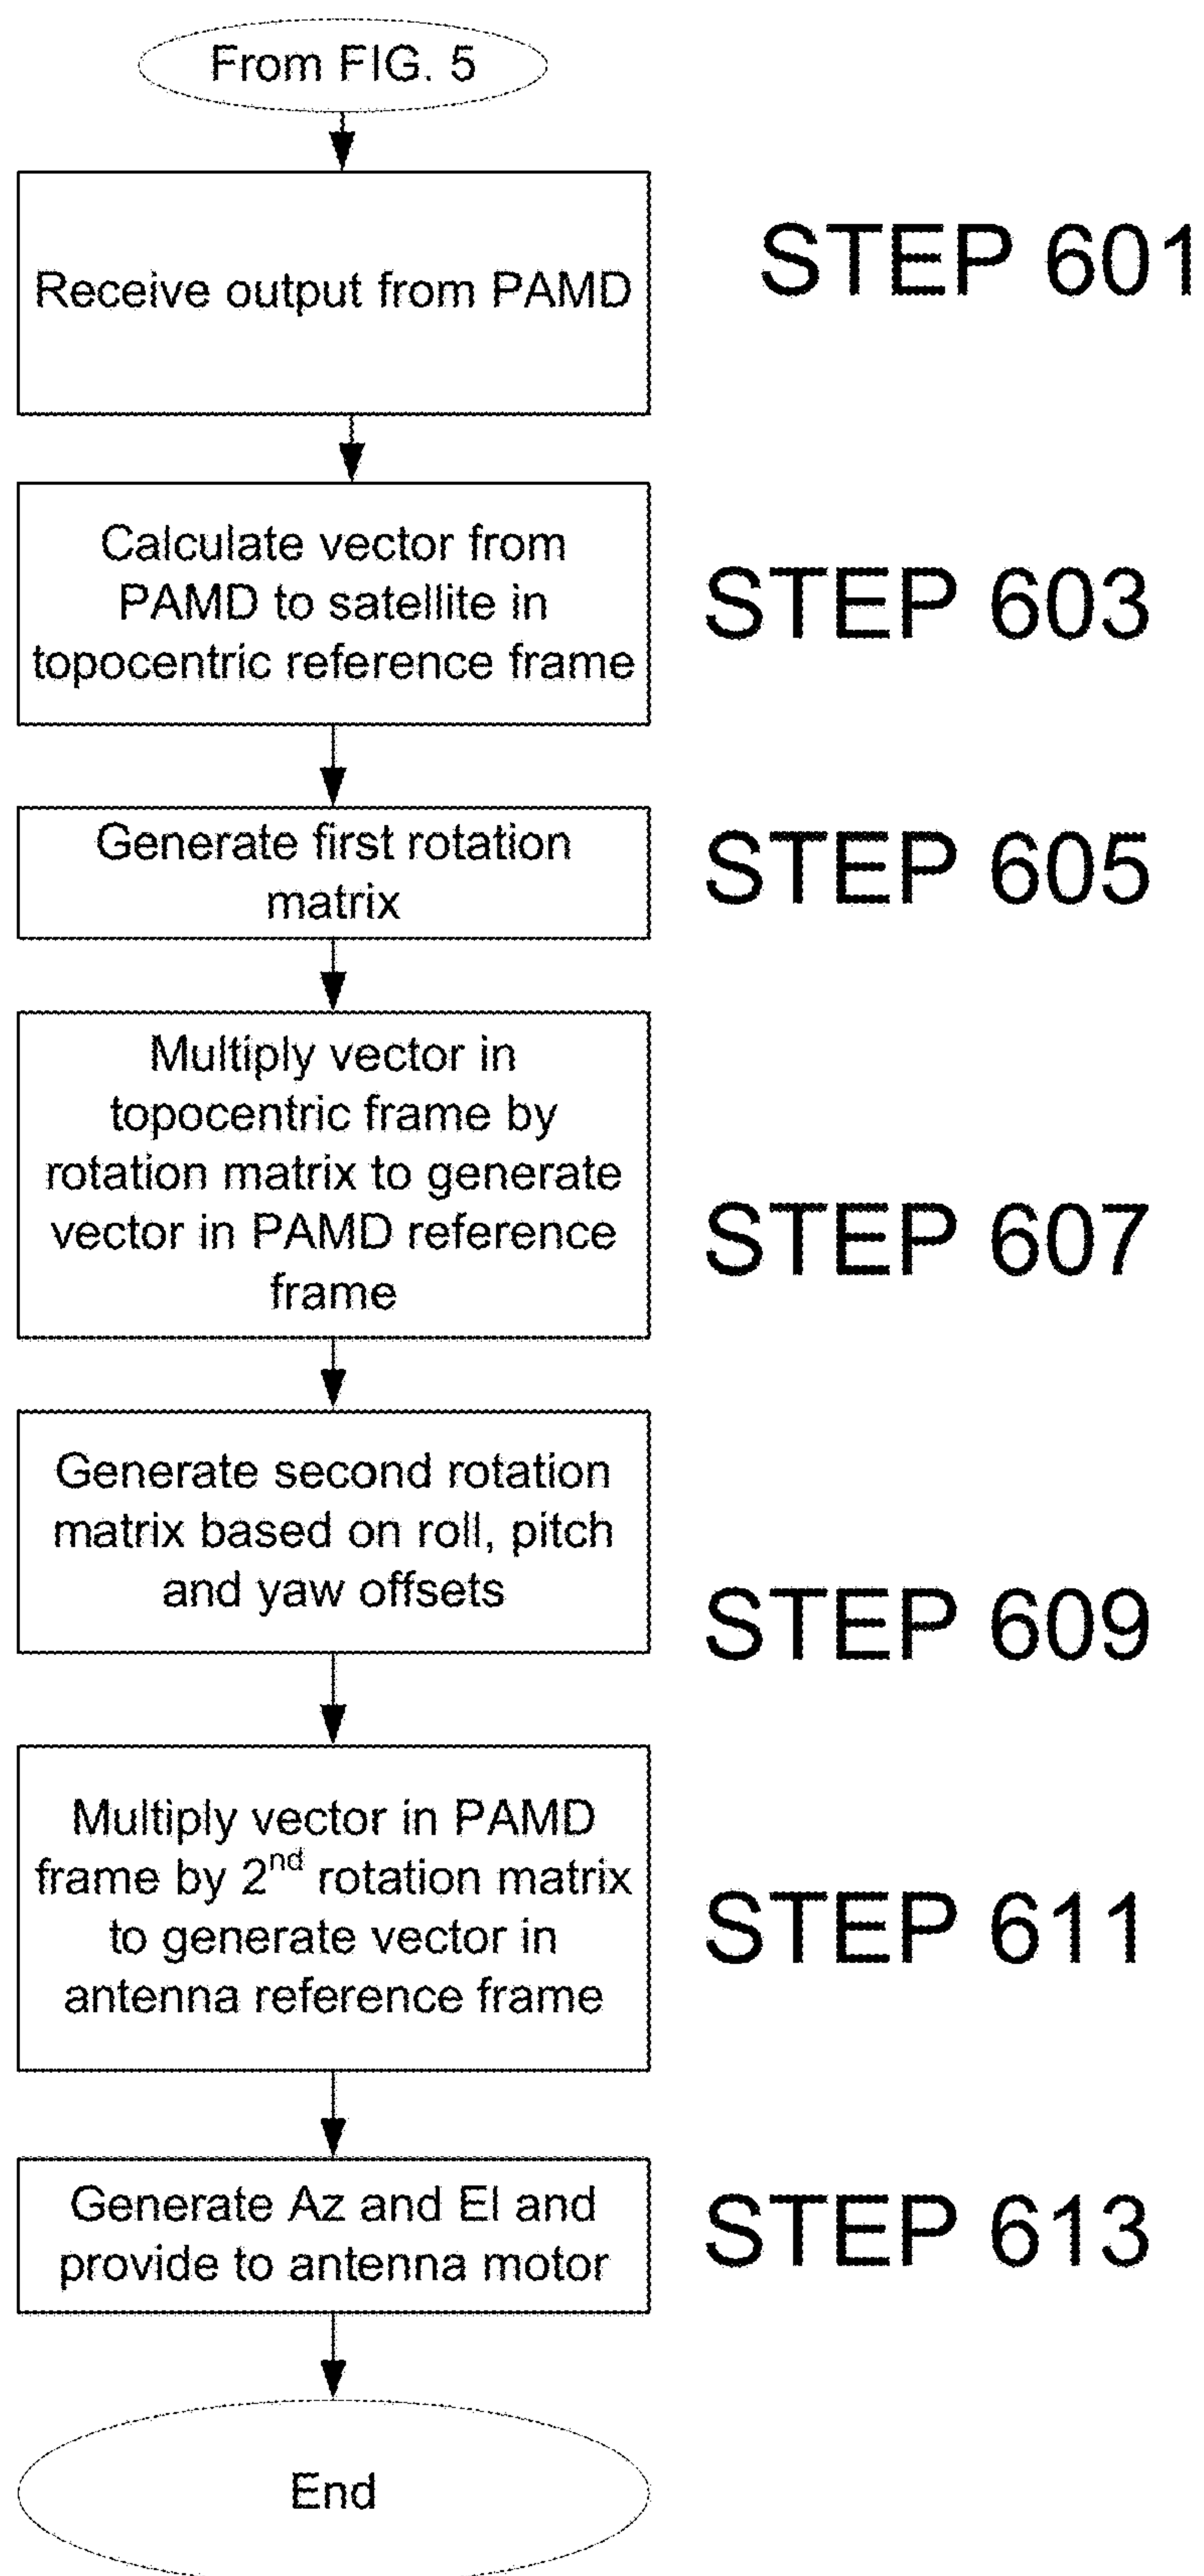 From FIG. 5
Receive output from PAMD
STEP 601
Calculate vector from
PAMD to satellite in
topocentric reference frame
STEP 603
Generate first rotation
matrix
STEP 605
Multiply vector in
topocentric frame by
rotation matrix to generate
vector in PAMD reference
frame
STEP 607
Generate second rotation
matrix based on roll, pitch
and yaw offsets
STEP 609
Multiply vector in PAMD
frame by 2nd rotation matrix
to generate vector in
antenna reference frame
STEP 611
Generate Az and El and
provide to antenna motor
STEP 613
End